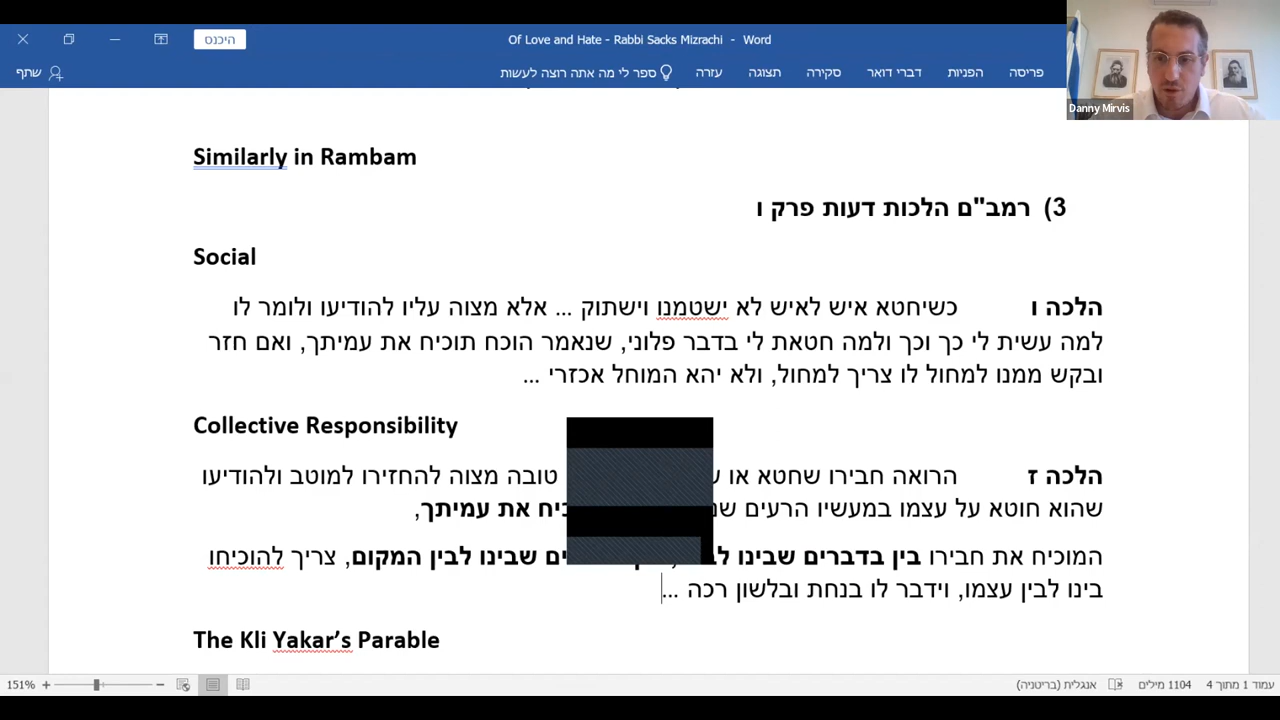 היכנס
Of Love and Hate - Rabbi Sacks Mizrachi - Word
פריסה הפניות דברי דואר סקירה תצוגה עזרה ספר לי מה אתה רוצה לעשות שתף
Danny Mirvis
Similarly in Rambam
3) רמב"ם הלכות דעות פרק ו
Social
הלכה ו כשיחטא איש לאיש לא ישטמנו וישתוק ... אלא מצוה עליו להודיעו ולומר לו
למה עשית לי כך וכך ולמה חטאת לי בדבר פלוני, שנאמר הוכח תוכיח את עמיתך, ואם חזר
ובקש ממנו למחול לו צריך למחול, ולא יהא המוחל אכזרי ...
Collective Responsibility
הלכה ז הרואה חבירו שחטא או טובה מצוה להחזירו למוטב ולהודיעו
שהוא חוטא על עצמו במעשיו הרעים את עמיתך,
המוכיח את חבירו בין בדברים שבינו שבינו לבין המקום, צריך להוכיחו
בינו לבין עצמו, וידבר לו בנחת ובלשון רכה ...
The Kli Yakar's Parable
עמוד 1 מתוך 4 1104 מילים אנגלית (בריטניה) 151%